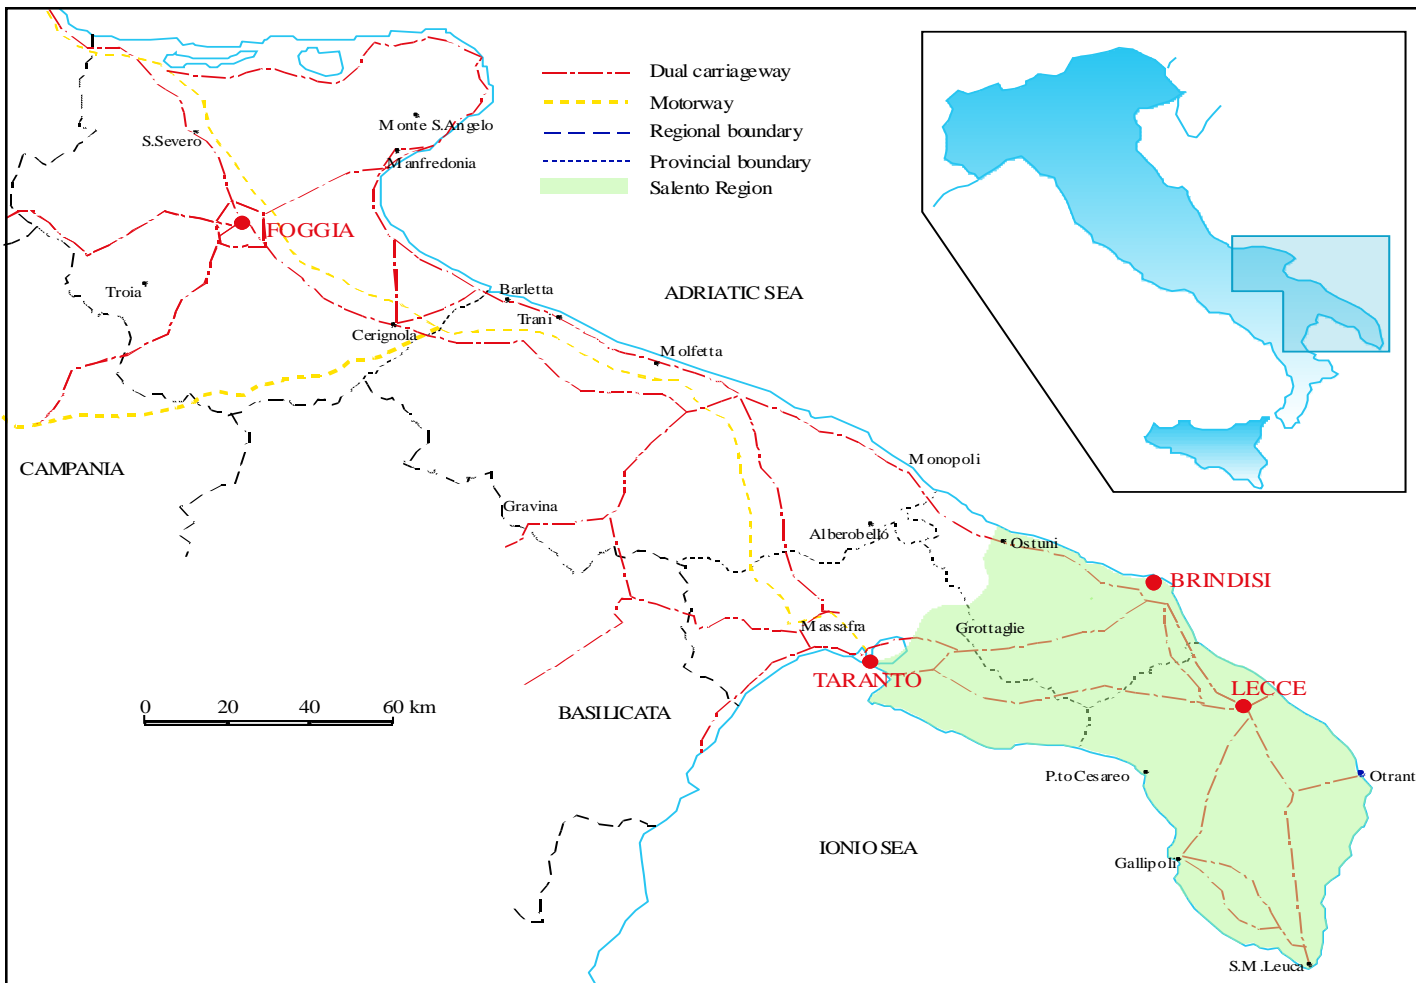 Dual carriageway
Motorway
Regional boundary
Provincial boundary
Salento Region
Monte S.Angelo
S.Severo
Manfredonia
FOGGIA
Troia
Barletta
ADRIATIC SEA
Trani
Cerignola
Molfetta
CAMPANIA
Monopoli
Gravina
Alberobello
Ostuni
BRINDISI
Massafra
Grottaglie
TARANTO
LECCE
0 20 40 60 km
BASILICATA
P.to Cesareo
Otrant
IONIO SEA
Gallipoli
S.M.Leuca